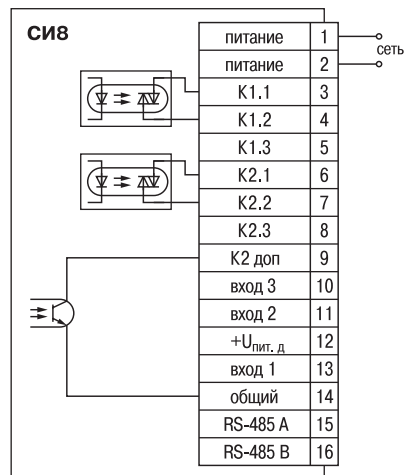 СИ8
питание 1
сеть
питание 2
К1.1 3
К1.2 4
К1.3 5
К2.1 6
К2.2 7
К2.3 8
К2 доп 9
вход 3 10
вход 2 11
+Uпит. д 12
вход 1 13
общий 14
RS-485 A 15
RS-485 B 16